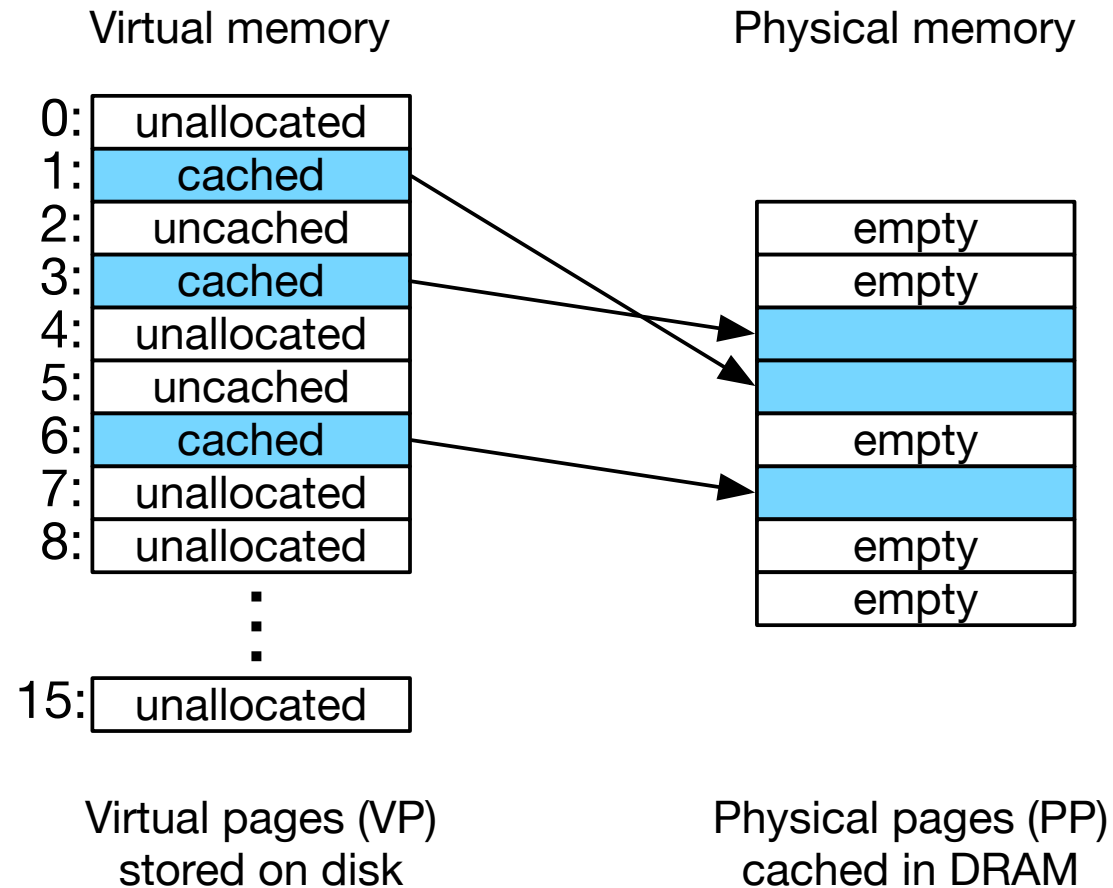 Virtual memory
Physical memory
0: unallocated
1: cached
2: uncached
3: cached
4: unallocated
5: uncached
6: cached
7: unallocated
8: unallocated
15: unallocated
empty
empty
empty
empty
empty
Virtual pages (VP)
stored on disk
Physical pages (PP)
cached in DRAM